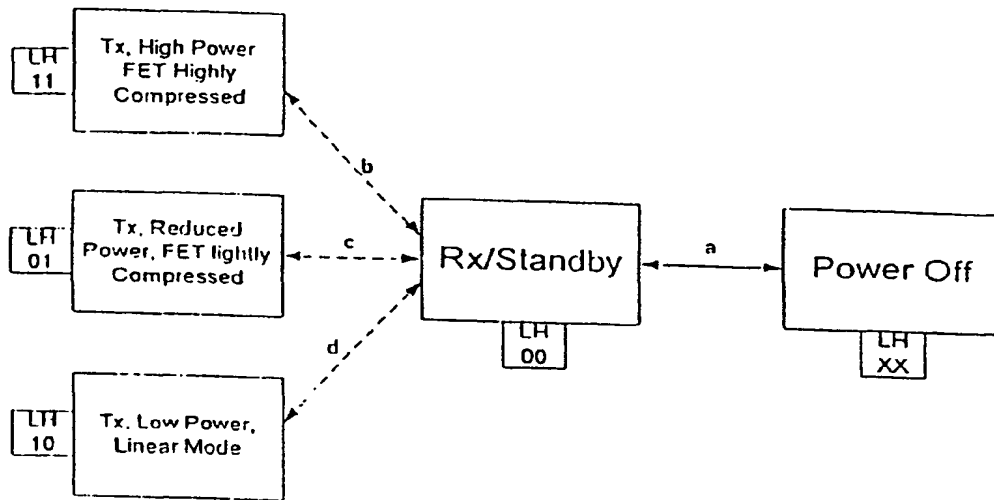 LH
11
Tx, High Power
FET Highly
Compressed
b
LH
01
Tx, Reduced
Power, FET lightly
Compressed
c
Rx/Standby
LH
00
a
Power Off
LH
XX
d
LH
10
Tx, Low Power,
Linear Mode